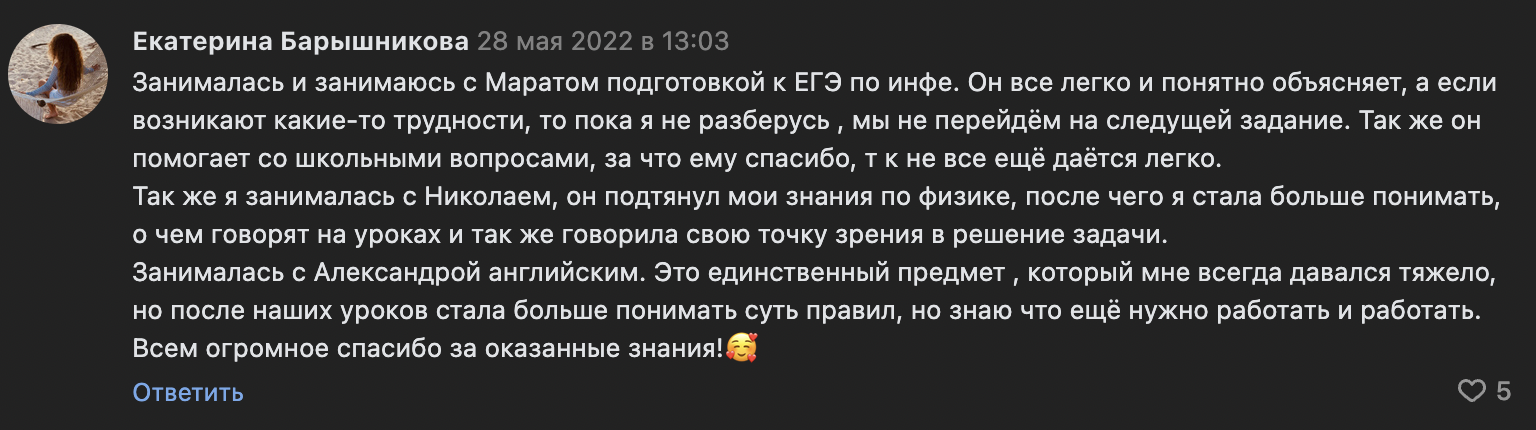 Екатерина Барышникова 28 мая 2022 в 13:03
Занималась и занимаюсь с Маратом подготовкой к ЕГЭ по инфе. Он все легко и понятно объясняет, а если
возникают какие-то трудности, то пока я не разберусь , мы не перейдём на следущей задание. Так же он
помогает со школьными вопросами, за что ему спасибо, т к не все ещё даётся легко.
Так же я занималась с Николаем, он подтянул мои знания по физике, после чего я стала больше понимать,
о чем говорят на уроках и так же говорила свою точку зрения в решение задачи.
Занималась с Александрой английским. Это единственный предмет , который мне всегда давался тяжело,
но после наших уроков стала больше понимать суть правил, но знаю что ещё нужно работать и работать.
Всем огромное спасибо за оказанные знания!🥰
Ответить 5